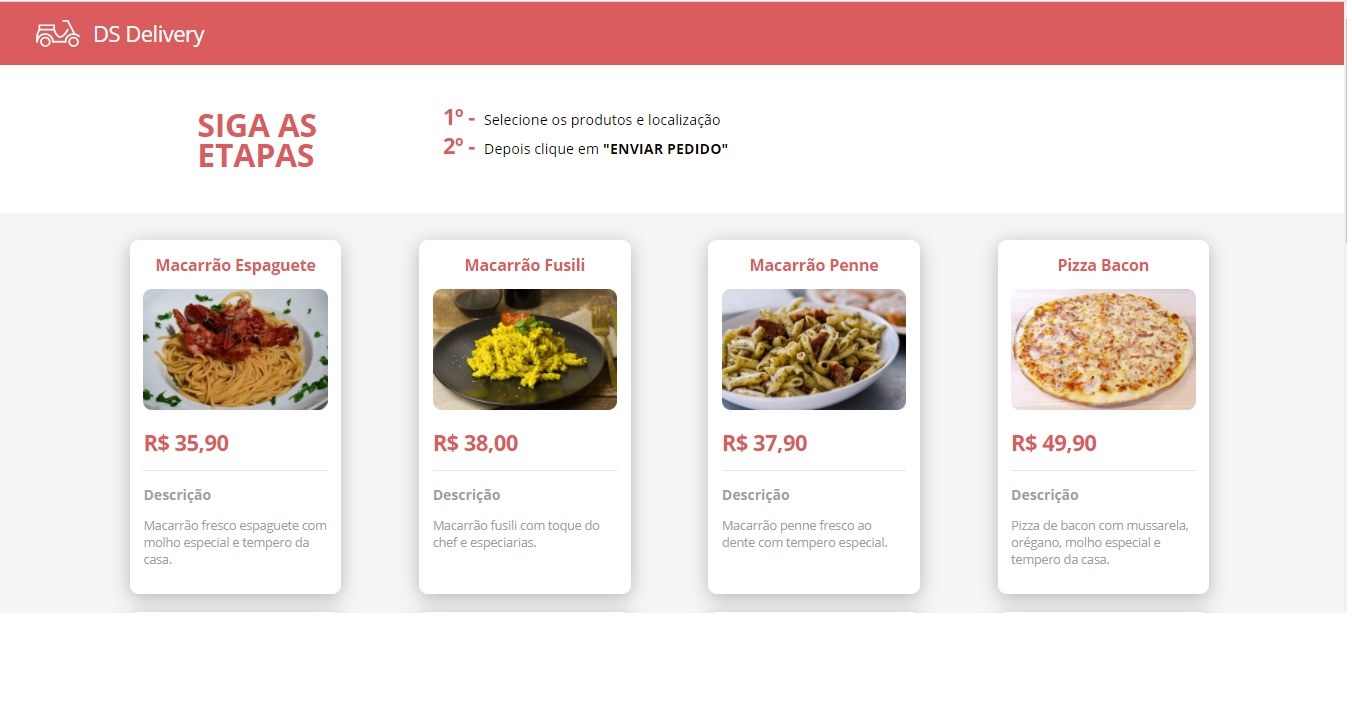 DS Delivery
SIGA AS
ETAPAS
1º - Selecione os produtos e localização
2º - Depois clique em "ENVIAR PEDIDO"
Macarrão Espaguete
R$ 35,90
Descrição
Macarrão fresco espaguete com
molho especial e tempero da
casa.
Macarrão Fusili
R$ 38,00
Descrição
Macarrão fusili com toque do
chef e especiarias.
Macarrão Penne
R$ 37,90
Descrição
Macarrão penne fresco ao
dente com tempero especial.
Pizza Bacon
R$ 49,90
Descrição
Pizza de bacon com mussarela,
orégano, molho especial e
tempero da casa.